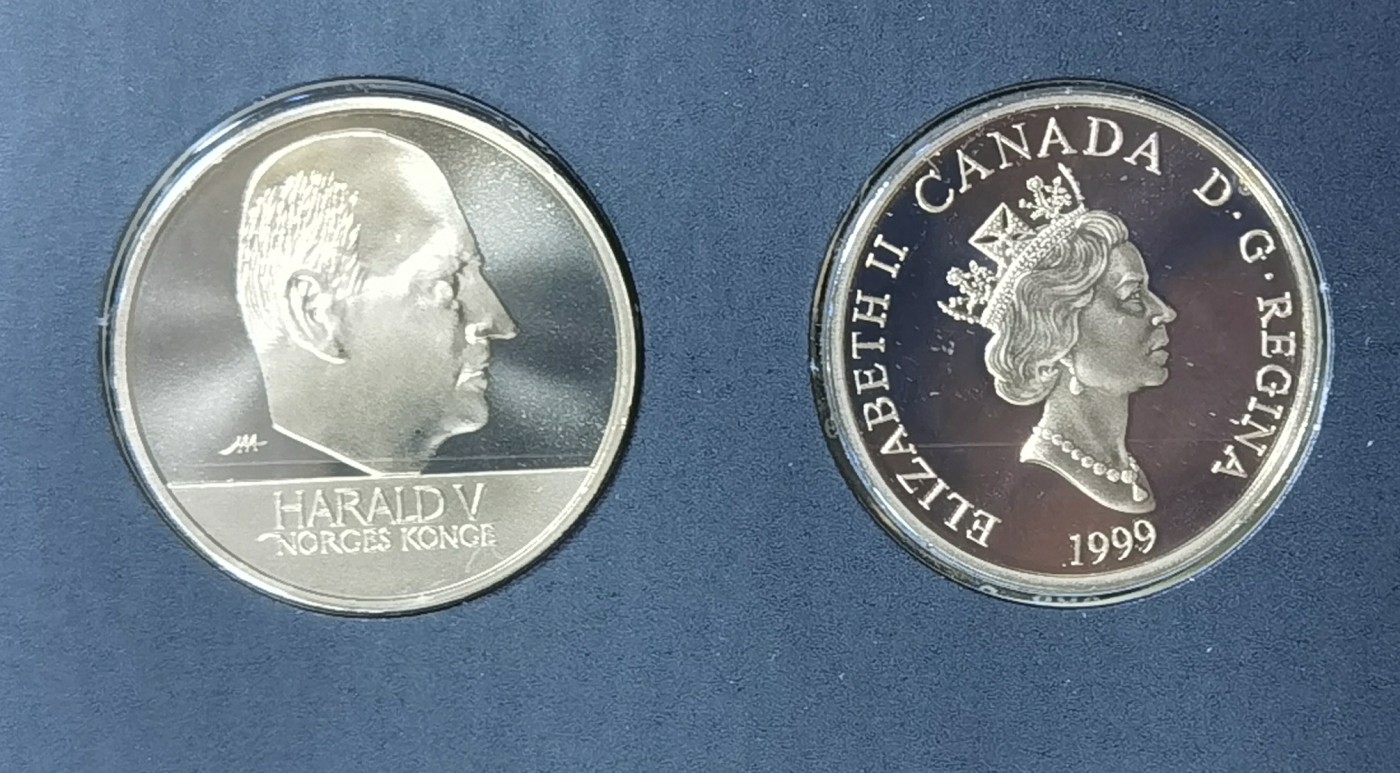 HARALD V
NORGES KONGE
ELIZABETH II CANADA D·G·REGINA
1999